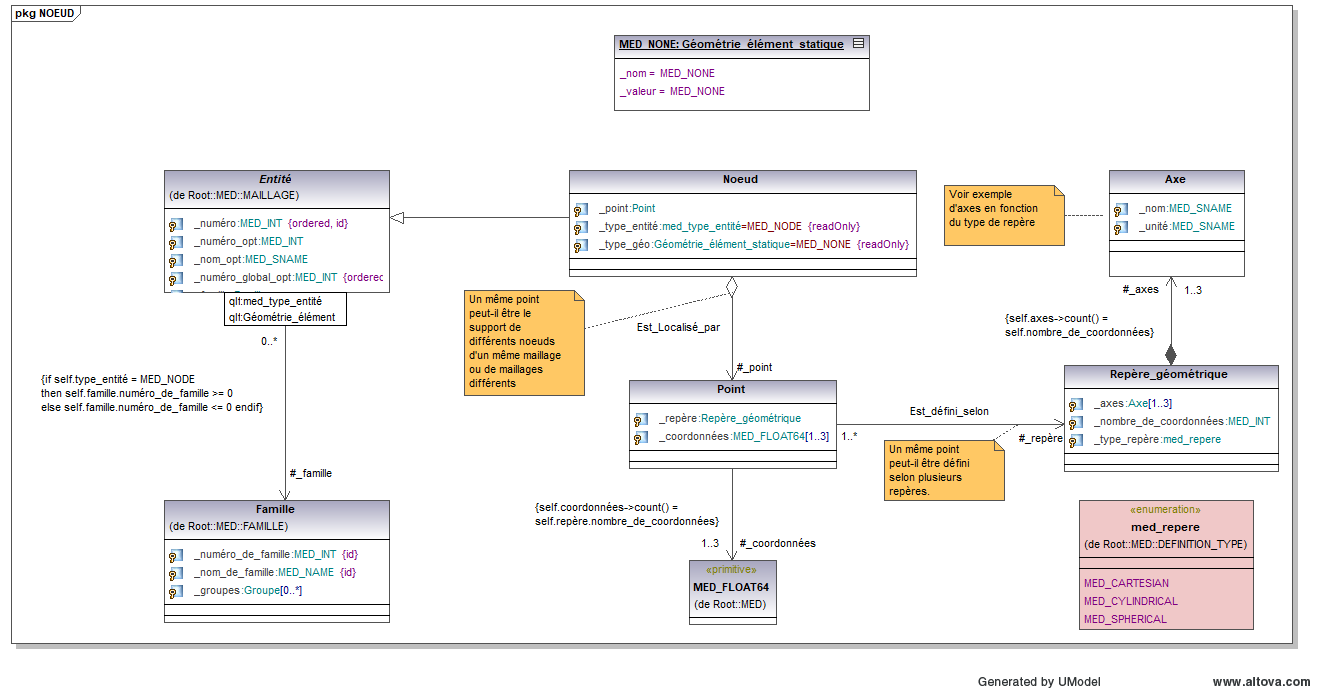 pkg NOEUD
MED_NONE: Géométrie_élément_statique
_nom = MED_NONE
_valeur = MED_NONE
Entité
(de Root::MED::MAILLAGE)
_numéro:MED_INT {ordered, id}
_numéro_opt:MED_INT
_nom_opt:MED_SNAME
_numéro_global_opt:MED_INT {ordered
qlf:med_type_entité
qlf:Géométrie_élément
0..*
{if self.type_entité = MED_NODE
then self.famille.numéro_de_famille >= 0
else self.famille.numéro_de_famille <= 0 endif}
#_famille
Famille
(de Root::MED::FAMILLE)
_numéro_de_famille:MED_INT {id}
_nom_de_famille:MED_NAME {id}
_groupes:Groupe[0..*]
Noeud
_point:Point
_type_entité:med_type_entité=MED_NODE {readOnly}
_type_géo:Géométrie_élément_statique=MED_NONE {readOnly}
Un même point
peut-il être le
support de
différents noeuds
d'un même maillage
ou de maillages
différents
Est_Localisé_par
#_point
Point
_repère:Repère_géométrique
_coordonnées:MED_FLOAT64[1..3]
1..*
Est_défini_selon
#_repère
Un même point
peut-il être défini
selon plusieurs
repères.
{self.coordonnées->count() =
self.repère.nombre_de_coordonnées}
1..3
#_coordonnées
«primitive»
MED_FLOAT64
(de Root::MED)
Voir exemple
d'axes en fonction
du type de repère
Axe
_nom:MED_SNAME
_unité:MED_SNAME
#_axes
1..3
{self.axes->count() =
self.nombre_de_coordonnées}
Repère_géométrique
_axes:Axe[1..3]
_nombre_de_coordonnées:MED_INT
_type_repère:med_repere
«enumeration»
med_repere
(de Root::MED::DEFINITION_TYPE)
MED_CARTESIAN
MED_CYLINDRICAL
MED_SPHERICAL
Generated by UModel
www.altova.com